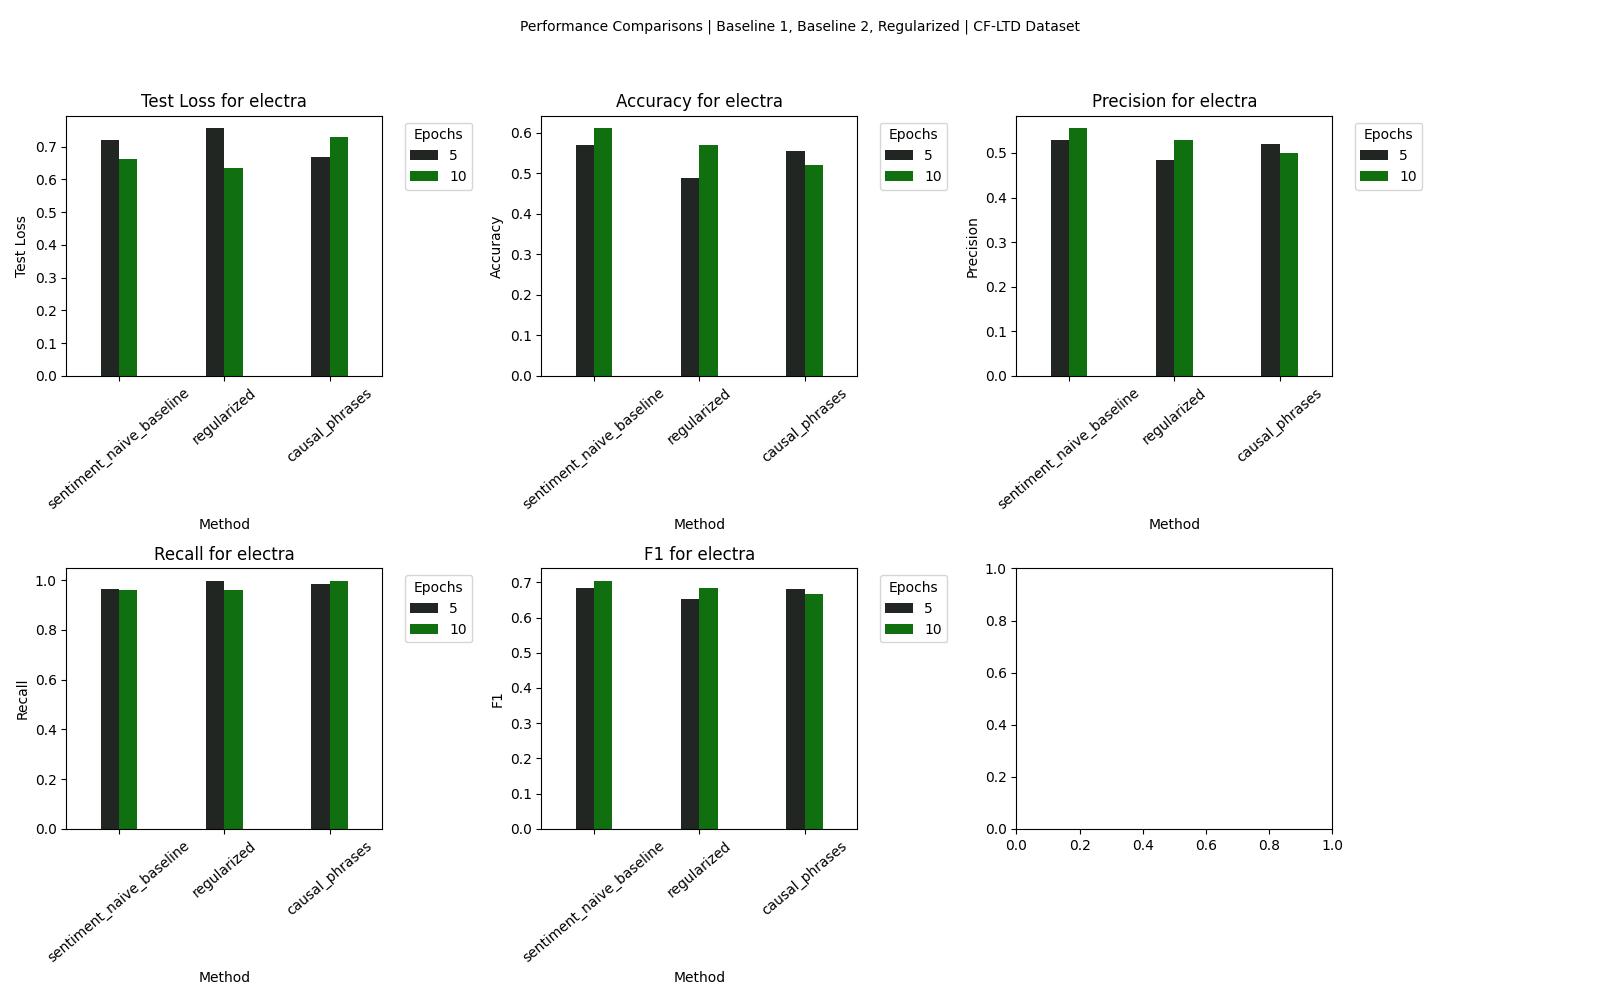 Performance Comparisons | Baseline 1, Baseline 2, Regularized | CF-LTD Dataset
Test Loss for electra
Test Loss
0.7
0.6
0.5
0.4
0.3
0.2
0.1
0.0
sentiment_naive_baseline
regularized
causal_phrases
Method
Epochs
5
10
Accuracy for electra
Accuracy
0.6
0.5
0.4
0.3
0.2
0.1
0.0
sentiment_naive_baseline
regularized
causal_phrases
Method
Epochs
5
10
Precision for electra
Precision
0.5
0.4
0.3
0.2
0.1
0.0
sentiment_naive_baseline
regularized
causal_phrases
Method
Epochs
5
10
Recall for electra
Recall
1.0
0.8
0.6
0.4
0.2
0.0
sentiment_naive_baseline
regularized
causal_phrases
Method
Epochs
5
10
F1 for electra
F1
0.7
0.6
0.5
0.4
0.3
0.2
0.1
0.0
sentiment_naive_baseline
regularized
causal_phrases
Method
Epochs
5
10
1.0
0.8
0.6
0.4
0.2
0.0
0.0 0.2 0.4 0.6 0.8 1.0